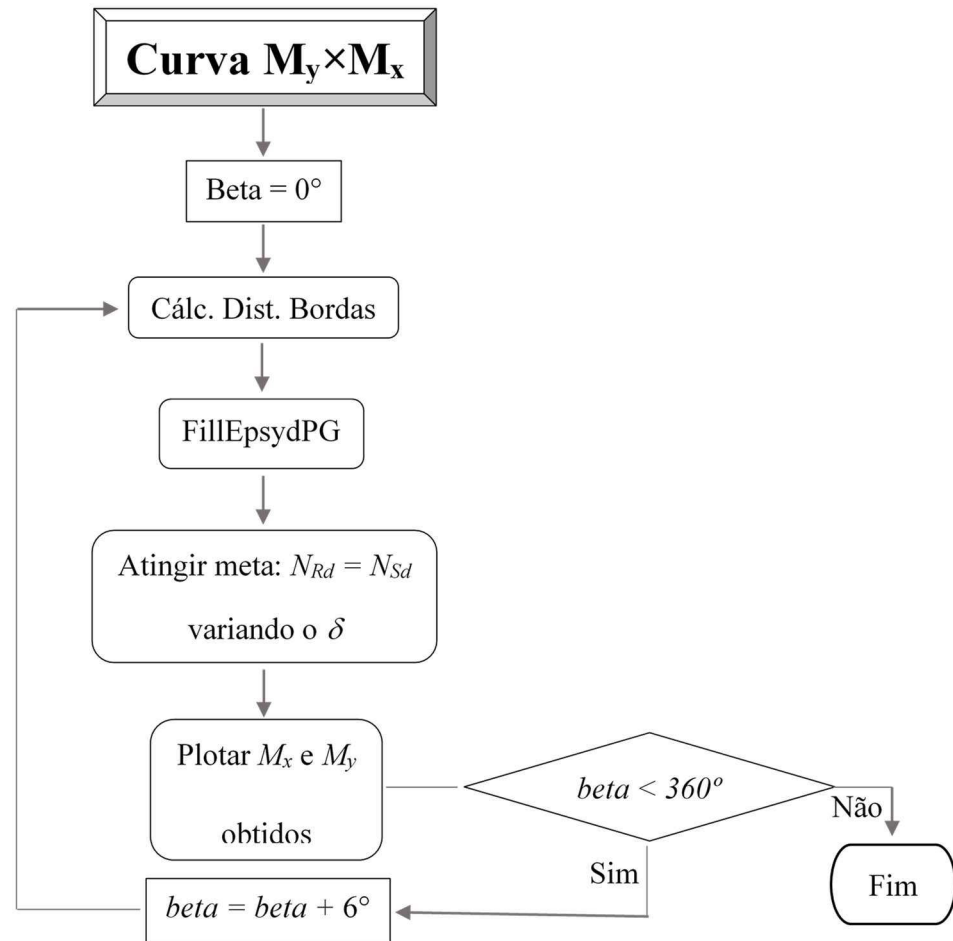 Curva My×Mx
Beta = 0°
Cálc. Dist. Bordas
FillEpsydPG
Atingir meta: NRd = NSd
variando o δ
Plotar Mx e My
obtidos
beta < 360º
Não
Sim
Fim
beta = beta + 6°